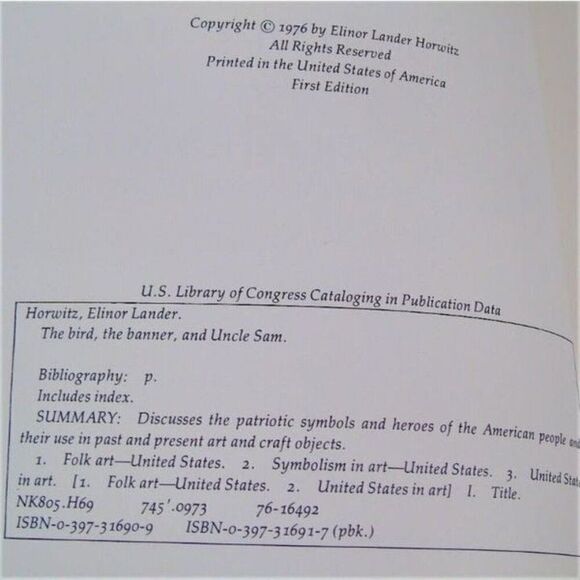 Copyright © 1976 by Elinor Lander Horwitz
All Rights Reserved
Printed in the United States of America
First Edition
U.S. Library of Congress Cataloging in Publication Data
Horwitz, Elinor Lander.
The bird, the banner, and Uncle Sam.
Bibliography: p.
Includes index.
SUMMARY: Discusses the patriotic symbols and heroes of the American people and
their use in past and present art and craft objects.
1. Folk art—United States. 2. Symbolism in art—United States. 3. United States
in art. [1. Folk art—United States. 2. United States in art] I. Title.
NK805.H69 745'.0973 76-16492
ISBN-0-397-31690-9 ISBN-0-397-31691-7 (pbk.)